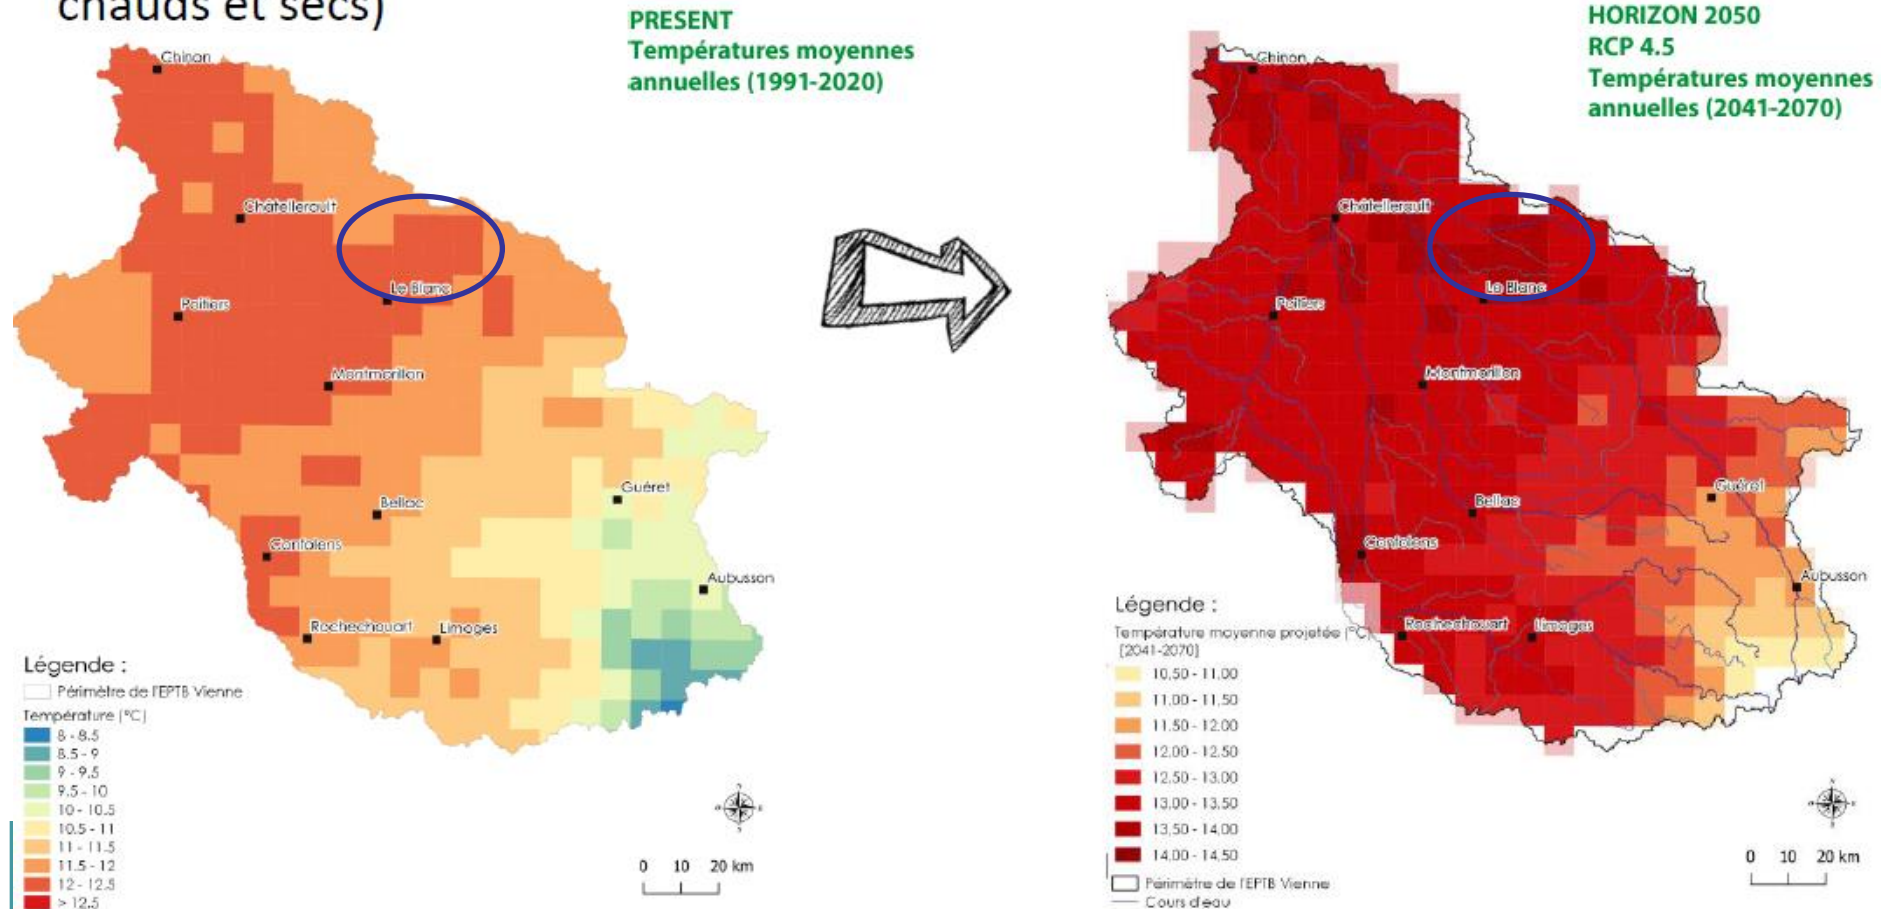 chauds et secs)
PRESENT
Températures moyennes
annuelles (1991-2020)
Chinon
Châtellerault
Le Blanc
Poitiers
Montmorillon
Guéret
Bellac
Confolens
Aubusson
Rochechouart
Limoges
Légende :
Périmètre de l'EPTB Vienne
Température (°C)
8 - 8.5
8.5 - 9
9 - 9.5
9.5 - 10
10 - 10.5
10.5 - 11
11 - 11.5
11.5 - 12
12 - 12.5
> 12.5
0 10 20 km
HORIZON 2050
RCP 4.5
Températures moyennes
annuelles (2041-2070)
Chinon
Châtellerault
Le Blanc
Poitiers
Montmorillon
Guéret
Bellac
Confolens
Aubusson
Rochechouart
Limoges
Légende :
Température moyenne projetée (°C)
[2041-2070]
10,50 - 11,00
11,00 - 11,50
11,50 - 12,00
12,00 - 12,50
12,50 - 13,00
13,00 - 13,50
13,50 - 14,00
14,00 - 14,50
Périmètre de l'EPTB Vienne
Cours d'eau
0 10 20 km